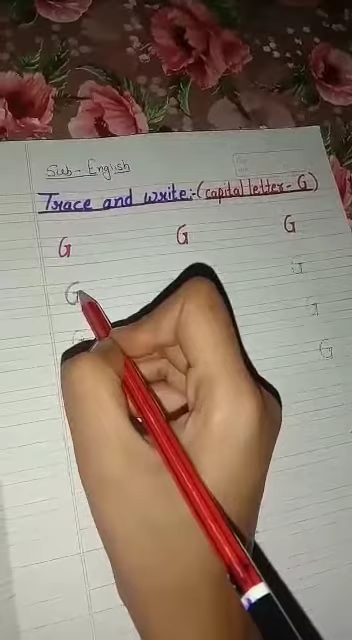 Sub - English
Trace and write:- (capital letter - G)
G G G
G G
G
G